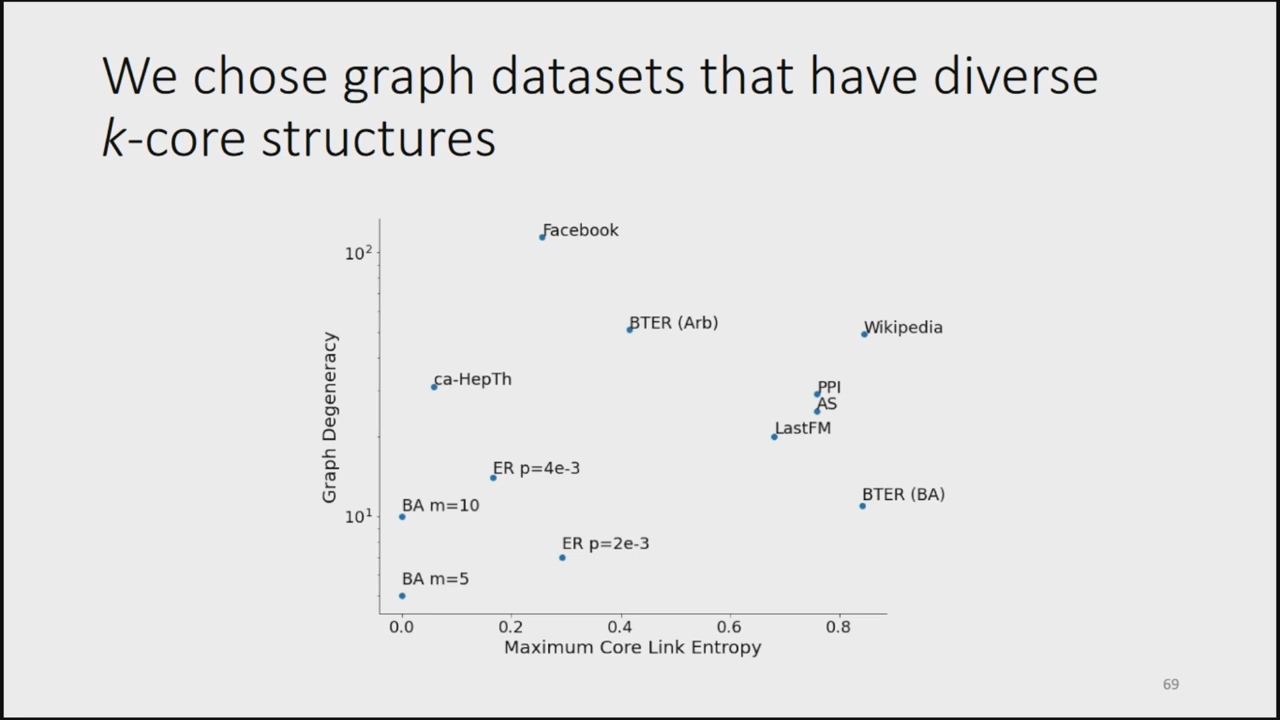 We chose graph datasets that have diverse
k-core structures
Facebook
10²
BTER (Arb)
Wikipedia
ca-HepTh
PPI
AS
LastFM
ER p=4e-3
BTER (BA)
BA m=10
10¹
ER p=2e-3
BA m=5
Graph Degeneracy
0.0 0.2 0.4 0.6 0.8
Maximum Core Link Entropy
69